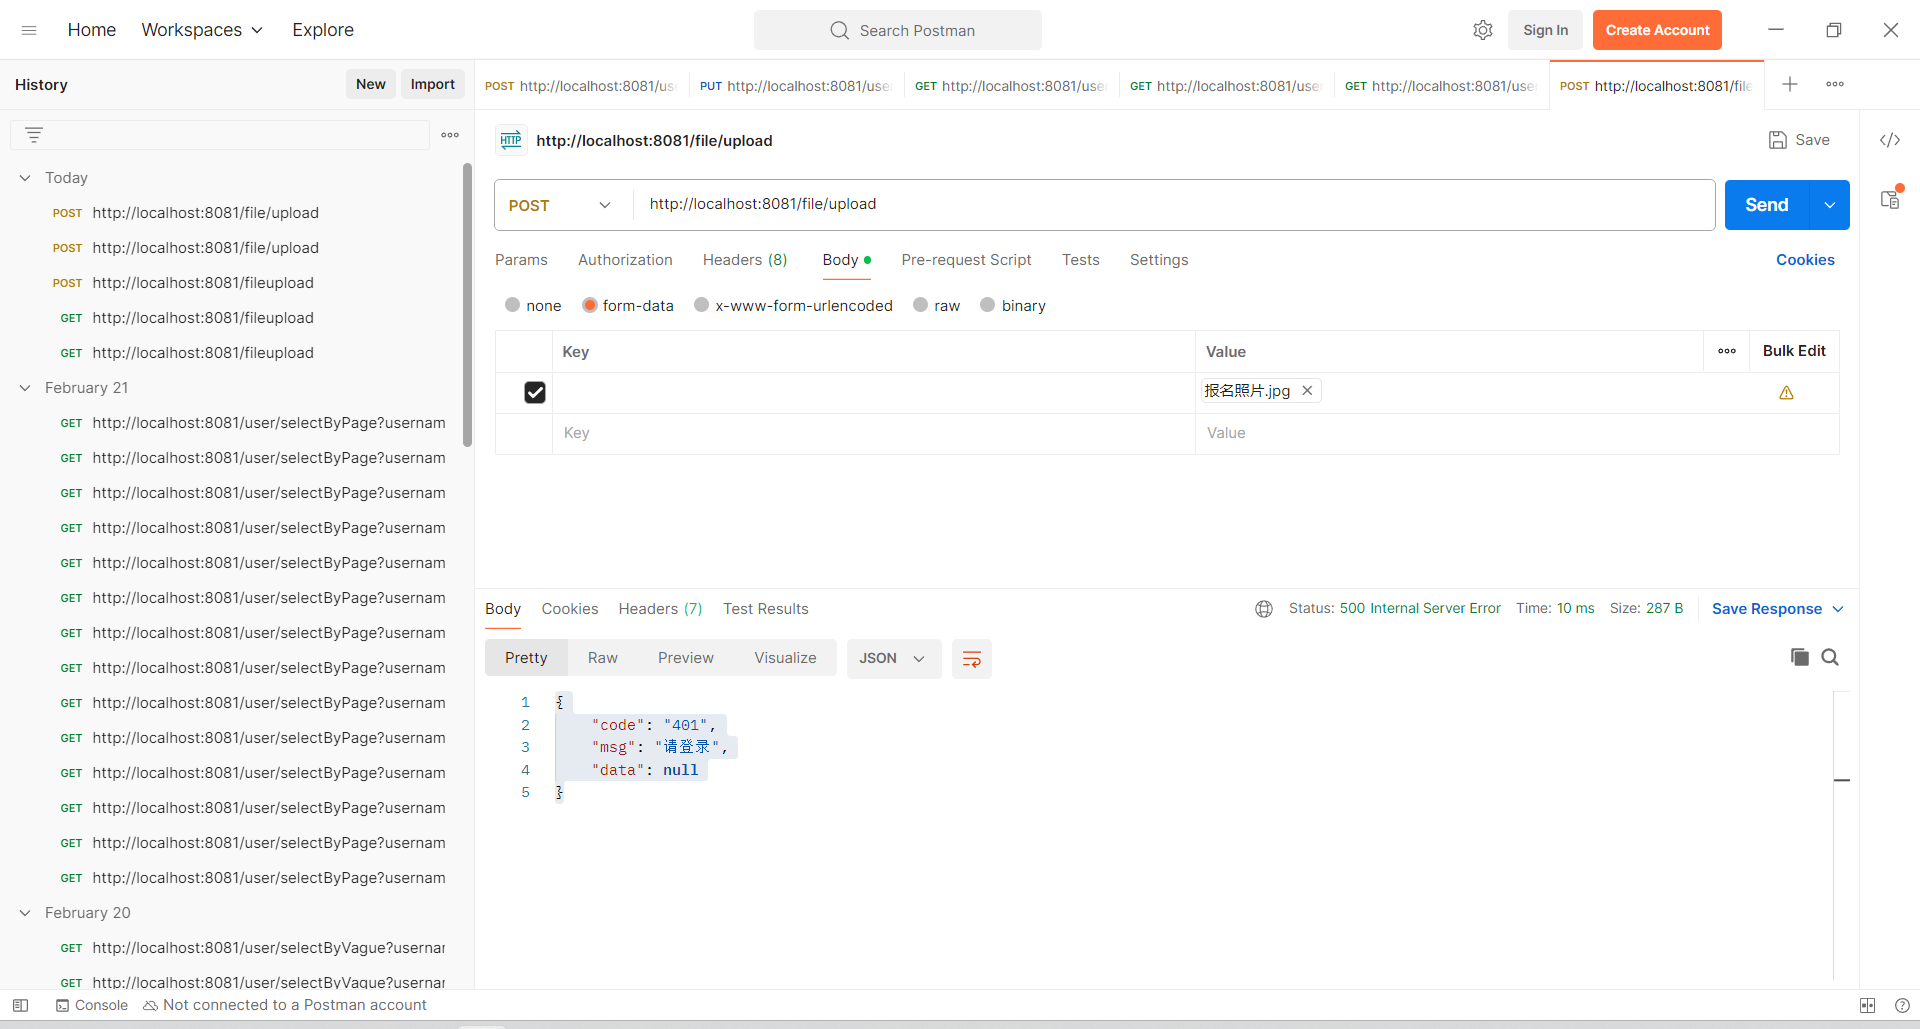 Home Workspaces Explore Search Postman Sign In Create Account
History New Import
Today
POST http://localhost:8081/file/upload
POST http://localhost:8081/file/upload
POST http://localhost:8081/fileupload
GET http://localhost:8081/fileupload
GET http://localhost:8081/fileupload
February 21
GET http://localhost:8081/user/selectByPage?usernam
GET http://localhost:8081/user/selectByPage?usernam
GET http://localhost:8081/user/selectByPage?usernam
GET http://localhost:8081/user/selectByPage?usernam
GET http://localhost:8081/user/selectByPage?usernam
GET http://localhost:8081/user/selectByPage?usernam
GET http://localhost:8081/user/selectByPage?usernam
GET http://localhost:8081/user/selectByPage?usernam
GET http://localhost:8081/user/selectByPage?usernam
GET http://localhost:8081/user/selectByPage?usernam
GET http://localhost:8081/user/selectByPage?usernam
GET http://localhost:8081/user/selectByPage?usernam
GET http://localhost:8081/user/selectByPage?usernam
GET http://localhost:8081/user/selectByPage?usernam
February 20
GET http://localhost:8081/user/selectByVague?usernar
GET http://localhost:8081/user/selectByVague?usernar
POST http://localhost:8081/us PUT http://localhost:8081/use GET http://localhost:8081/use GET http://localhost:8081/use GET http://localhost:8081/use POST http://localhost:8081/file
HTTP http://localhost:8081/file/upload Save </>
POST http://localhost:8081/file/upload Send
Params Authorization Headers (8) Body Pre-request Script Tests Settings Cookies
none form-data x-www-form-urlencoded raw binary
Key Value Bulk Edit
报名照片.jpg
Key Value
Body Cookies Headers (7) Test Results Status: 500 Internal Server Error Time: 10 ms Size: 287 B Save Response
Pretty Raw Preview Visualize JSON
1 {
2 "code": "401",
3 "msg": "请登录",
4 "data": null
5 }
Console Not connected to a Postman account